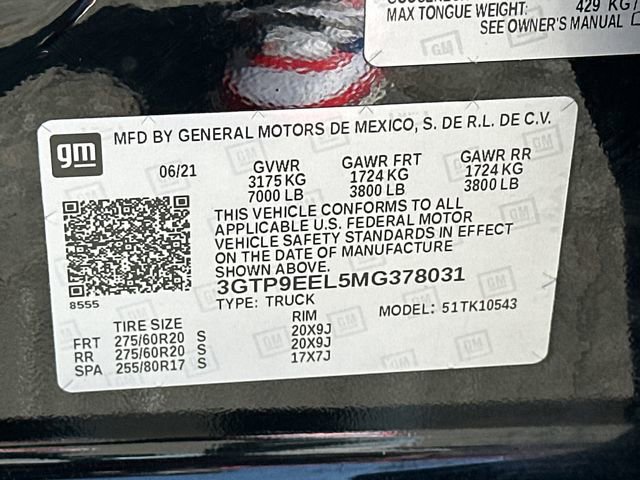 MAX TONGUE WEIGHT: 429 KG
SEE OWNER'S MANUAL
gm
MFD BY GENERAL MOTORS DE MEXICO, S. DE R.L. DE C.V.
06/21 GVWR GAWR FRT GAWR RR
3175 KG 1724 KG 1724 KG
7000 LB 3800 LB 3800 LB
THIS VEHICLE CONFORMS TO ALL
APPLICABLE U.S. FEDERAL MOTOR
VEHICLE SAFETY STANDARDS IN EFFECT
ON THE DATE OF MANUFACTURE
SHOWN ABOVE.
3GTP9EEL5MG378031
8555
TYPE: TRUCK MODEL: 51TK10543
TIRE SIZE RIM
FRT 275/60R20 S 20X9J
RR 275/60R20 S 20X9J
SPA 255/80R17 S 17X7J